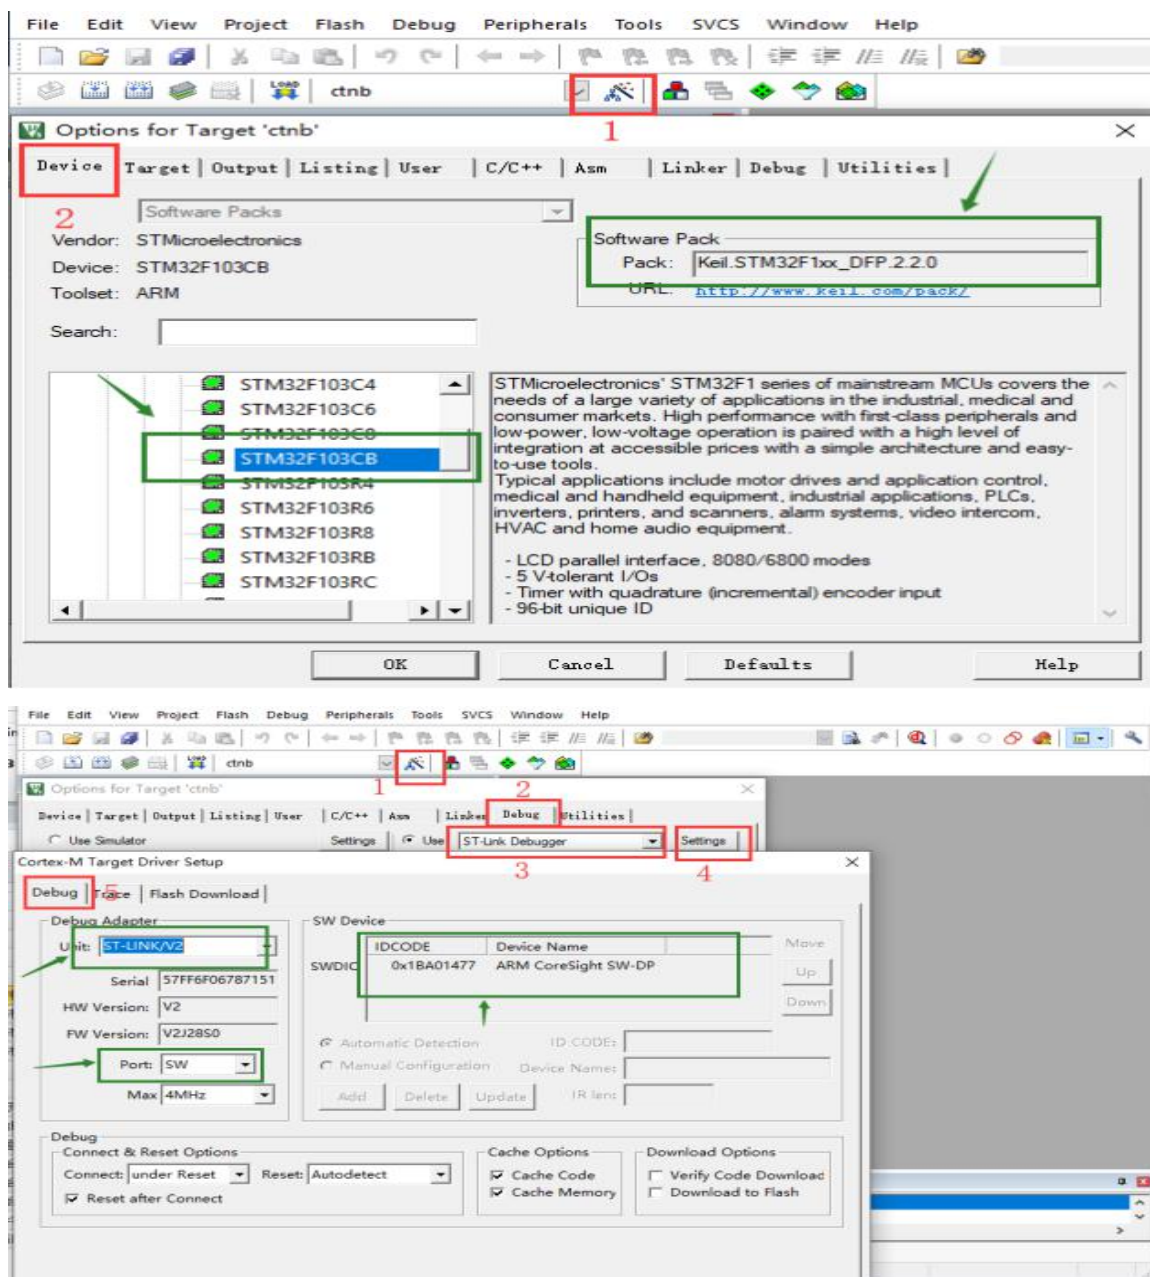 File Edit View Project Flash Debug Peripherals Tools SVCS Window Help
LOAD ctnb
1
Options for Target 'ctnb'
Device Target Output Listing User C/C++ Asm Linker Debug Utilities
2
Software Packs
Vendor: STMicroelectronics
Device: STM32F103CB
Toolset: ARM
Search:
Software Pack
Pack: Keil.STM32F1xx_DFP.2.2.0
URL: http://www.keil.com/pack/
STM32F103C4
STM32F103C6
STM32F103C8
STM32F103CB
STM32F103R4
STM32F103R6
STM32F103R8
STM32F103RB
STM32F103RC
STMicroelectronics' STM32F1 series of mainstream MCUs covers the
needs of a large variety of applications in the industrial, medical and
consumer markets. High performance with first-class peripherals and
low-power, low-voltage operation is paired with a high level of
integration at accessible prices with a simple architecture and easy-
to-use tools.
Typical applications include motor drives and application control,
medical and handheld equipment, industrial applications, PLCs,
inverters, printers, and scanners, alarm systems, video intercom,
HVAC and home audio equipment.
- LCD parallel interface, 8080/6800 modes
- 5 V-tolerant I/Os
- Timer with quadrature (incremental) encoder input
- 96-bit unique ID
OK Cancel Defaults Help
File Edit View Project Flash Debug Peripherals Tools SVCS Window Help
ctnb
1
2
Options for Target 'ctnb'
Device Target Output Listing User C/C++ Asm Linker Debug Utilities
Use Simulator Settings Use ST-Link Debugger Settings
3
4
Cortex-M Target Driver Setup
Debug Trace Flash Download
5
Debug Adapter
Unit: ST-LINK/V2
Serial 57FF6F06787151
HW Version: V2
FW Version: V2J28S0
Port: SW
Max 4MHz
SW Device
IDCODE Device Name
SWDIO 0x1BA01477 ARM CoreSight SW-DP
Move
Up
Down
Automatic Detection ID CODE:
Manual Configuration Device Name:
Add Delete Update IR len:
Debug
Connect & Reset Options
Connect: under Reset Reset: Autodetect
Reset after Connect
Cache Options
Cache Code
Cache Memory
Download Options
Verify Code Download
Download to Flash